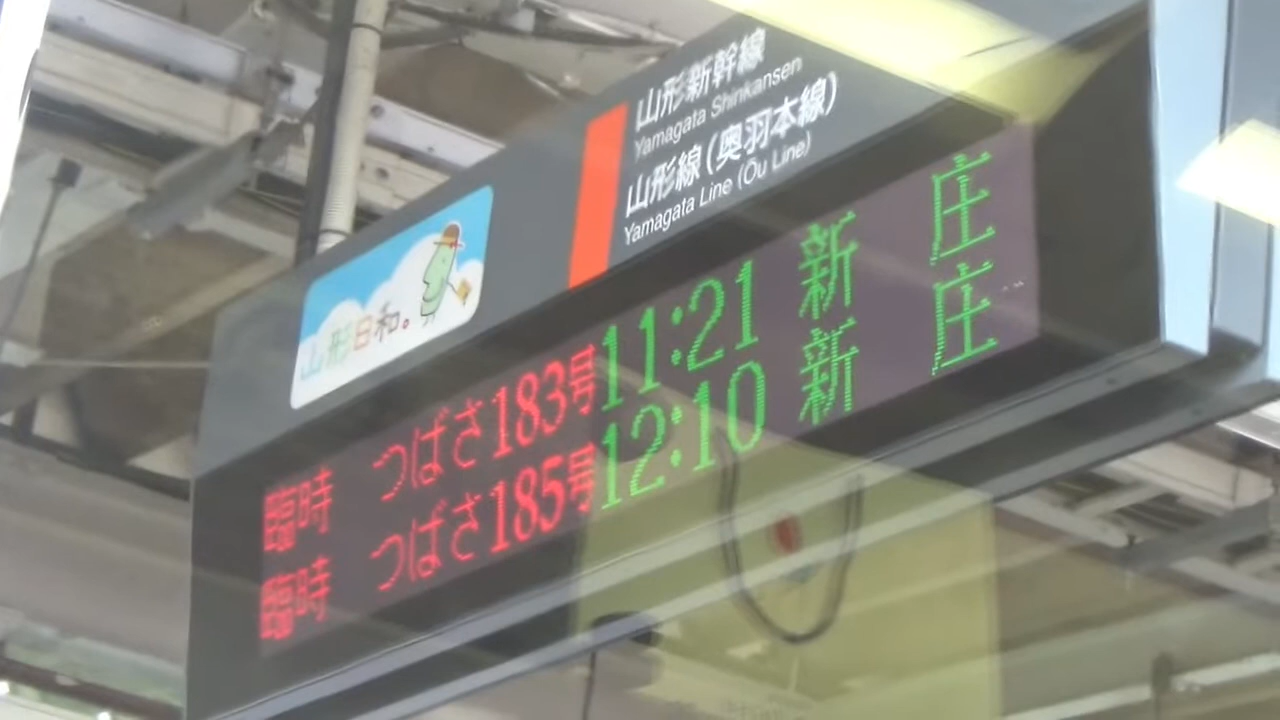 山形新幹線
Yamagata Shinkansen
山形線(奥羽本線)
Yamagata Line (Ōu Line)
山形日和。
臨時 つばさ183号 11:21 新庄
臨時 つばさ185号 12:10 新庄